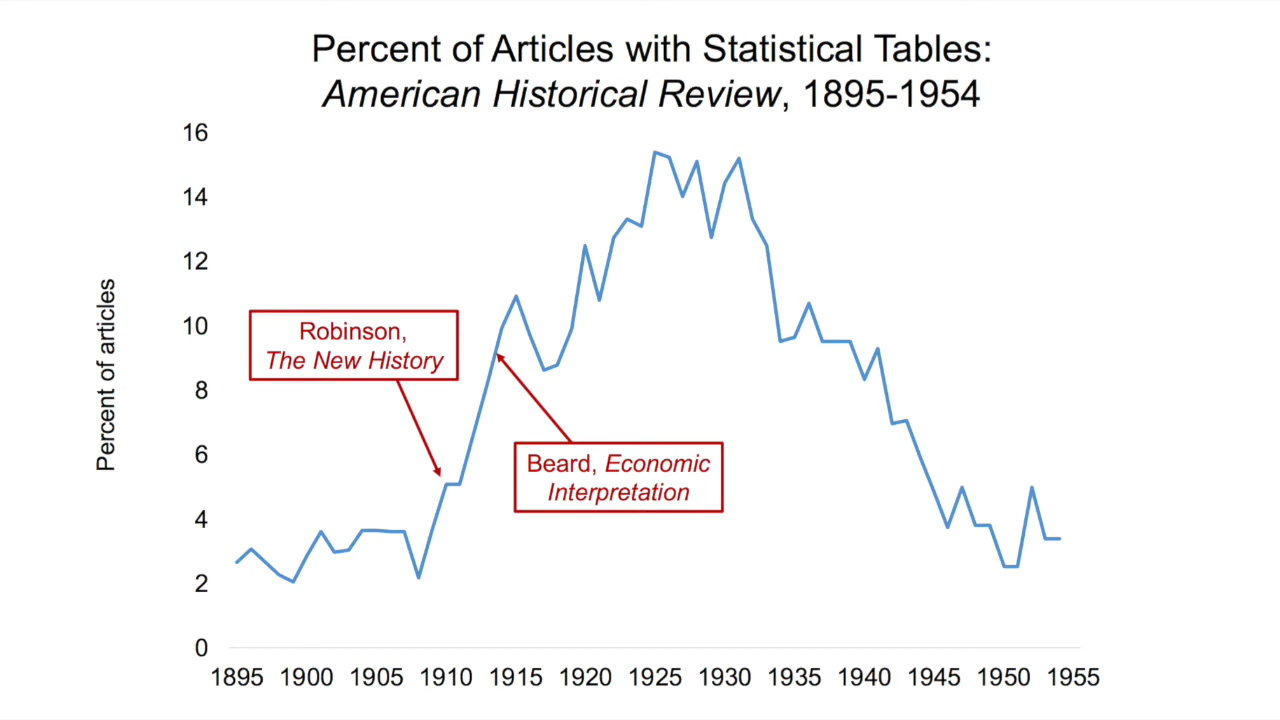 Percent of Articles with Statistical Tables:
American Historical Review, 1895-1954
16
14
12
10
8
6
4
2
0
Percent of articles
Robinson,
The New History
Beard, Economic
Interpretation
1895 1900 1905 1910 1915 1920 1925 1930 1935 1940 1945 1950 1955